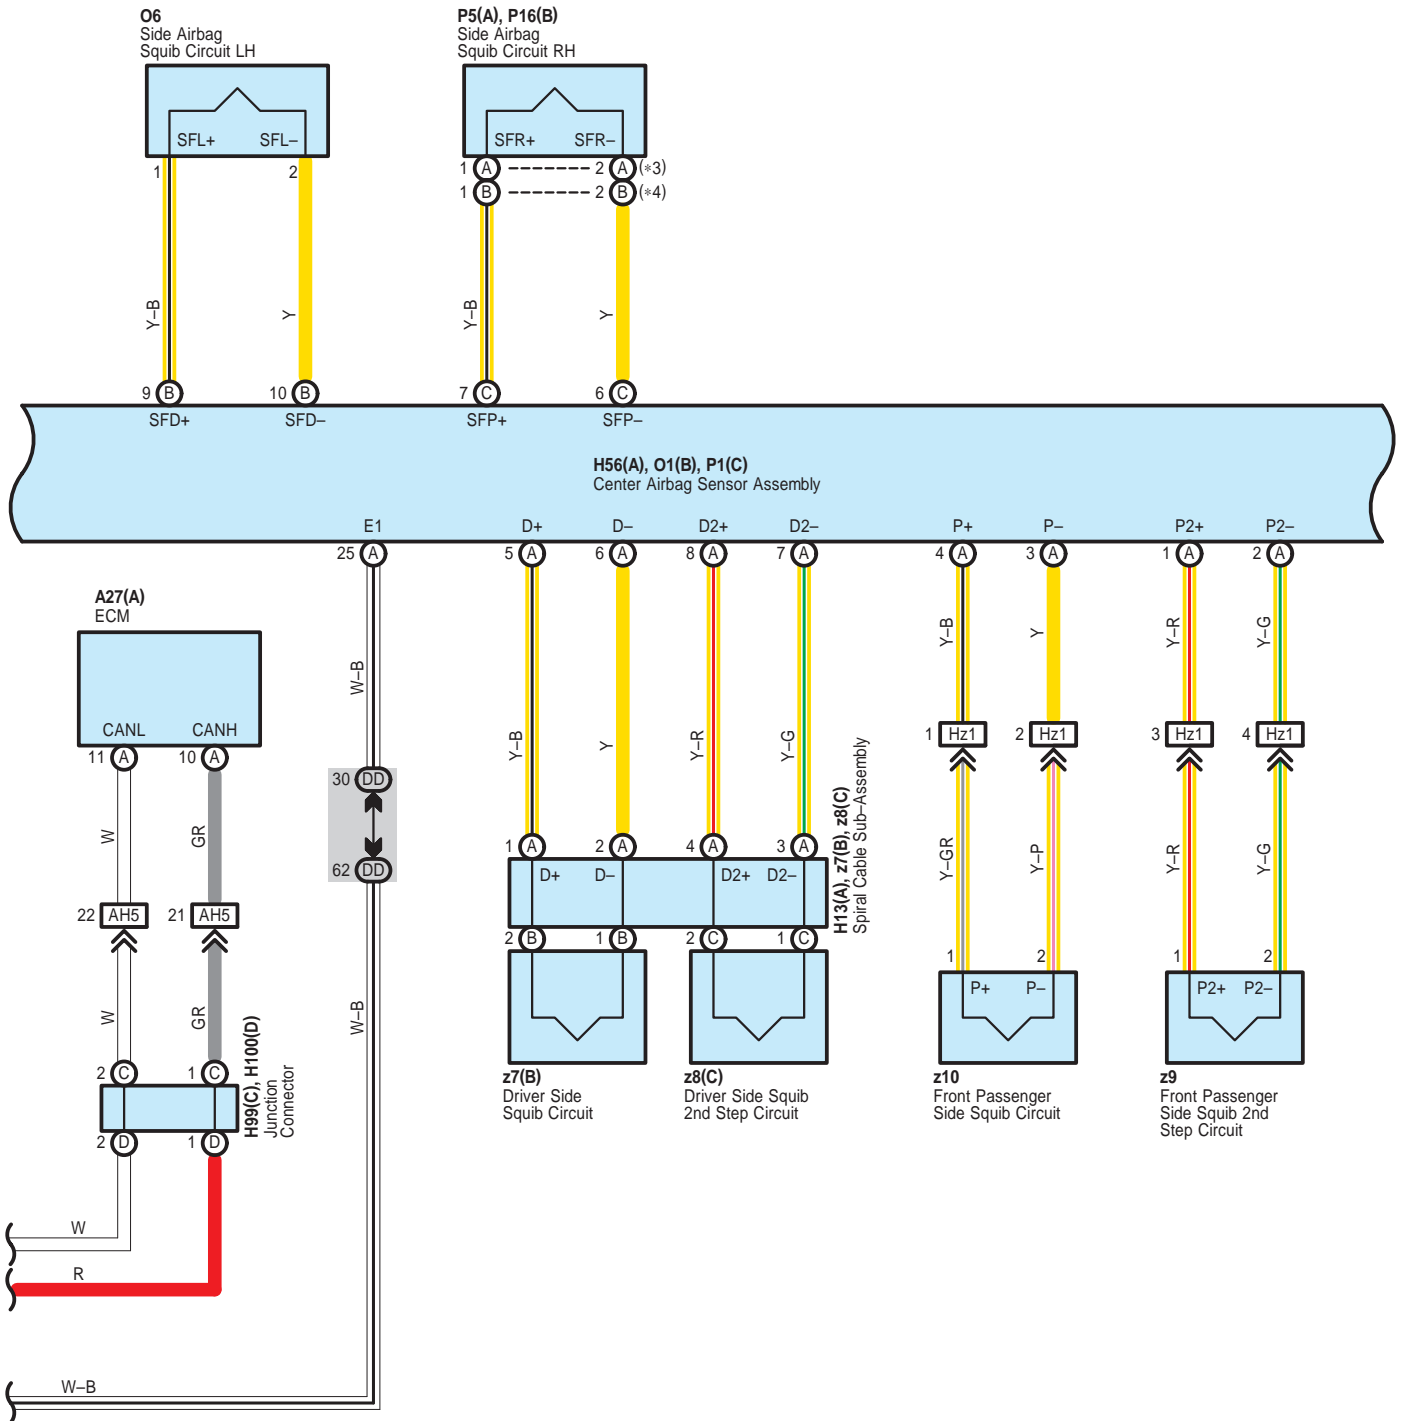 O6
Side Airbag
Squib Circuit LH
P5(A), P16(B)
Side Airbag
Squib Circuit RH
SFL+ SFL–
SFR+ SFR–
1 2
1 A 2 A (*3)
1 B 2 B (*4)
Y–B Y Y–B Y
9 B 10 B 7 C 6 C
SFD+ SFD– SFP+ SFP–
H56(A), O1(B), P1(C)
Center Airbag Sensor Assembly
E1 D+ D– D2+ D2– P+ P– P2+ P2–
25 A 5 A 6 A 8 A 7 A 4 A 3 A 1 A 2 A
A27(A)
ECM
CANL CANH
11 A 10 A
W–B
Y–B Y Y–R Y–G
Y–B Y Y–R Y–G
1 Hz1 2 Hz1 3 Hz1 4 Hz1
30 DD
62 DD
W GR
22 AH5 21 AH5
W GR
W–B
1 A 2 A 4 A 3 A
D+ D– D2+ D2–
2 B 1 B 2 C 1 C
H13(A), z7(B), z8(C)
Spiral Cable Sub–Assembly
Y–GR Y–P Y–R Y–G
1 2 1 2
P+ P– P2+ P2–
z7(B)
Driver Side
Squib Circuit
z8(C)
Driver Side Squib
2nd Step Circuit
z10
Front Passenger
Side Squib Circuit
z9
Front Passenger
Side Squib 2nd
Step Circuit
2 C 1 C
H99(C), H100(D)
Junction
Connector
2 D 1 D
W
R
W–B